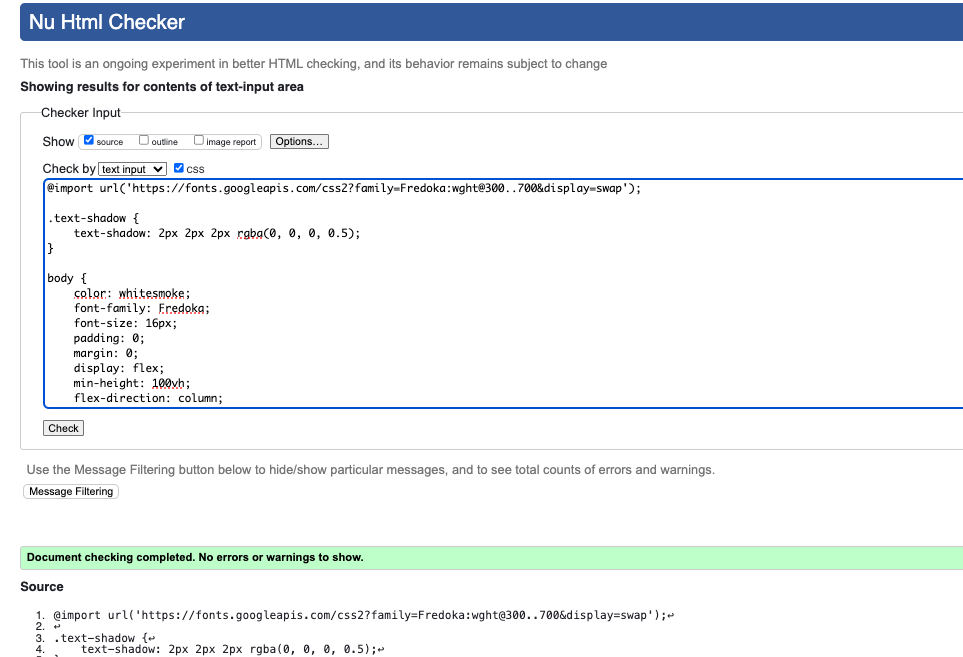 Nu Html Checker
This tool is an ongoing experiment in better HTML checking, and its behavior remains subject to change
Showing results for contents of text-input area
Checker Input
Show source outline image report Options...
Check by text input css
@import url('https://fonts.googleapis.com/css2?family=Fredoka:wght@300..700&display=swap');
.text-shadow {
text-shadow: 2px 2px 2px rgba(0, 0, 0, 0.5);
}
body {
color: whitesmoke;
font-family: Fredoka;
font-size: 16px;
padding: 0;
margin: 0;
display: flex;
min-height: 100vh;
flex-direction: column;
Check
Use the Message Filtering button below to hide/show particular messages, and to see total counts of errors and warnings.
Message Filtering
Document checking completed. No errors or warnings to show.
Source
1. @import url('https://fonts.googleapis.com/css2?family=Fredoka:wght@300..700&display=swap');↩
2. ↩
3. .text-shadow {↩
4. text-shadow: 2px 2px 2px rgba(0, 0, 0, 0.5);↩